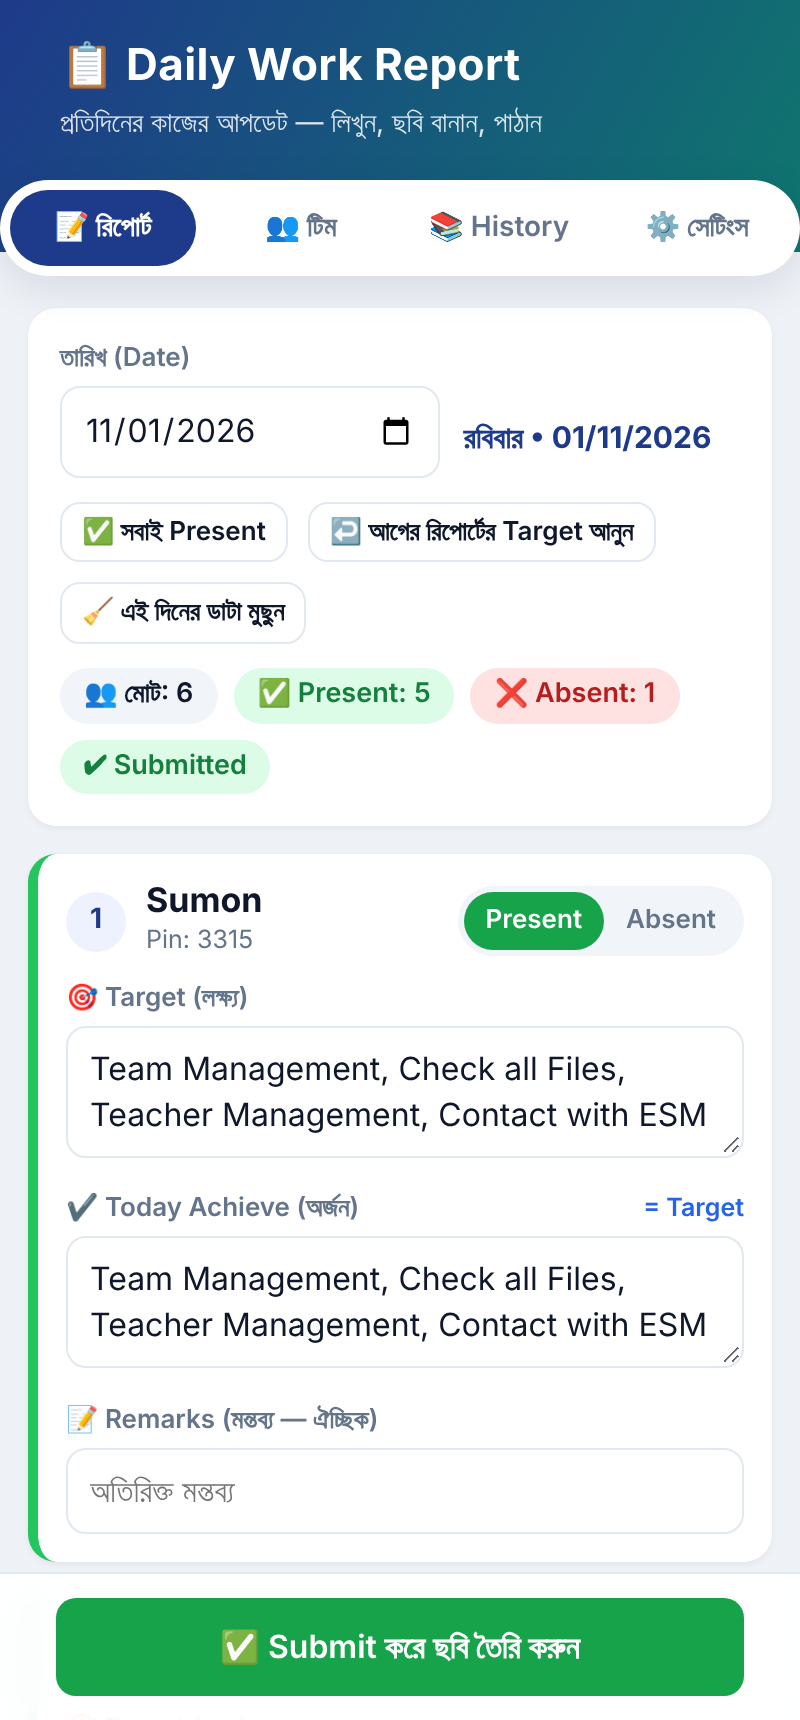 📋 Daily Work Report
প্রতিদিনের কাজের আপডেট — লিখুন, ছবি বানান, পাঠান
📝 রিপোর্ট
👥 টিম
📚 History
⚙️ সেটিংস
তারিখ (Date)
11/01/2026
রবিবার • 01/11/2026
✅ সবাই Present
↩️ আগের রিপোর্টের Target আনুন
🧹 এই দিনের ডাটা মুছুন
👥 মোট: 6
✅ Present: 5
❌ Absent: 1
✔ Submitted
1
Sumon
Pin: 3315
Present
Absent
🎯 Target (লক্ষ্য)
Team Management, Check all Files,
Teacher Management, Contact with ESM
✔️ Today Achieve (অর্জন)
= Target
Team Management, Check all Files,
Teacher Management, Contact with ESM
📝 Remarks (মন্তব্য — ঐচ্ছিক)
অতিরিক্ত মন্তব্য
✅ Submit করে ছবি তৈরি করুন